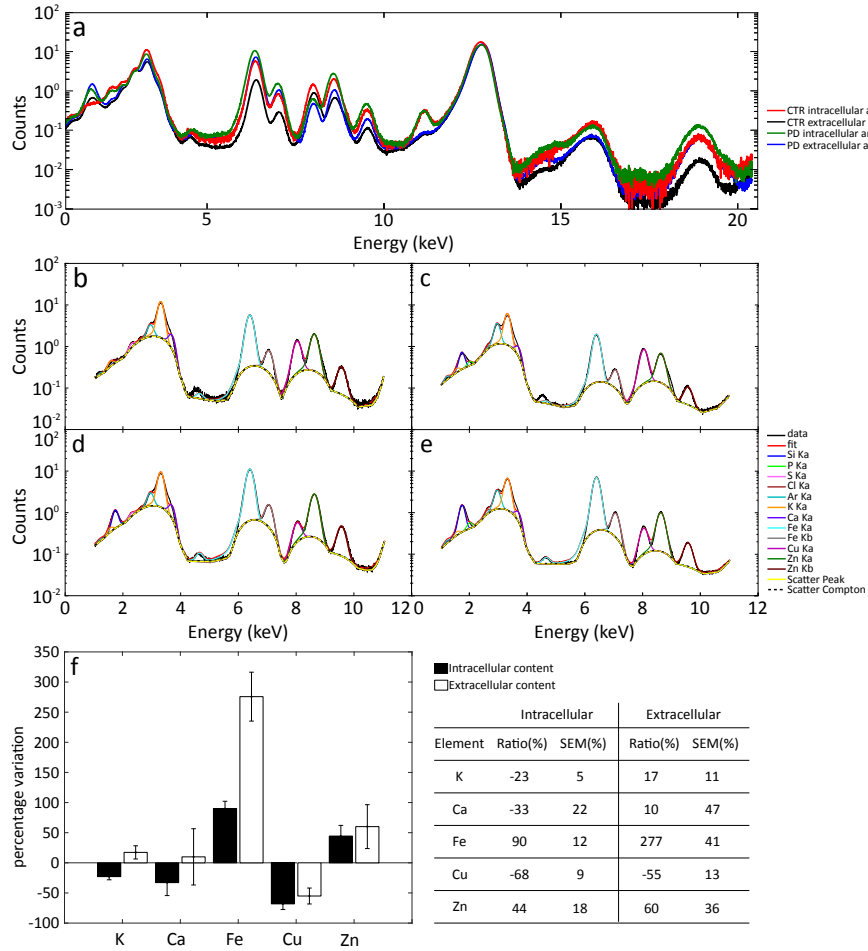 a
10²
10¹
10⁰
10⁻¹
10⁻²
10⁻³
Counts
0
5
10
15
20
Energy (keV)
CTR intracellular a
CTR extracellular
PD intracellular ar
PD extracellular a
b
c
10²
10¹
10⁰
10⁻¹
10⁻²
Counts
d
e
10²
10¹
10⁰
10⁻¹
10⁻²
Counts
0 2 4 6 8 10 12
0 2 4 6 8 10 12
Energy (keV)
Energy (keV)
data
fit
Si Ka
P Ka
S Ka
Cl Ka
Ar Ka
K Ka
Ca Ka
Fe Ka
Fe Kb
Cu Ka
Zn Ka
Zn Kb
Scatter Peak
Scatter Compton
f
350
300
250
200
150
100
50
0
-50
-100
percentage variation
K Ca Fe Cu Zn
Intracellular content
Extracellular content
Intracellular Extracellular
Element Ratio(%) SEM(%) Ratio(%) SEM(%)
K -23 5 17 11
Ca -33 22 10 47
Fe 90 12 277 41
Cu -68 9 -55 13
Zn 44 18 60 36